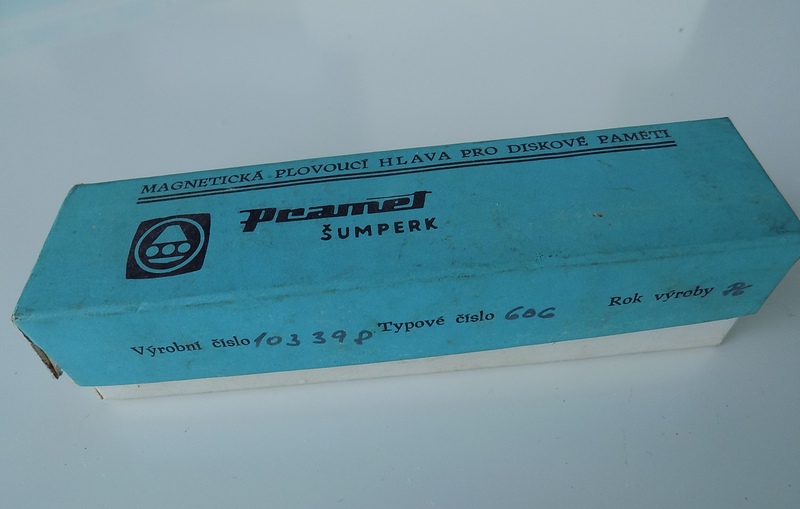 MAGNETICKÁ PLOVOUCÍ HLAVA PRO DISKOVÉ PAMĚTI
Pramet
ŠUMPERK
Výrobní číslo 103398 Typové číslo 606 Rok výroby